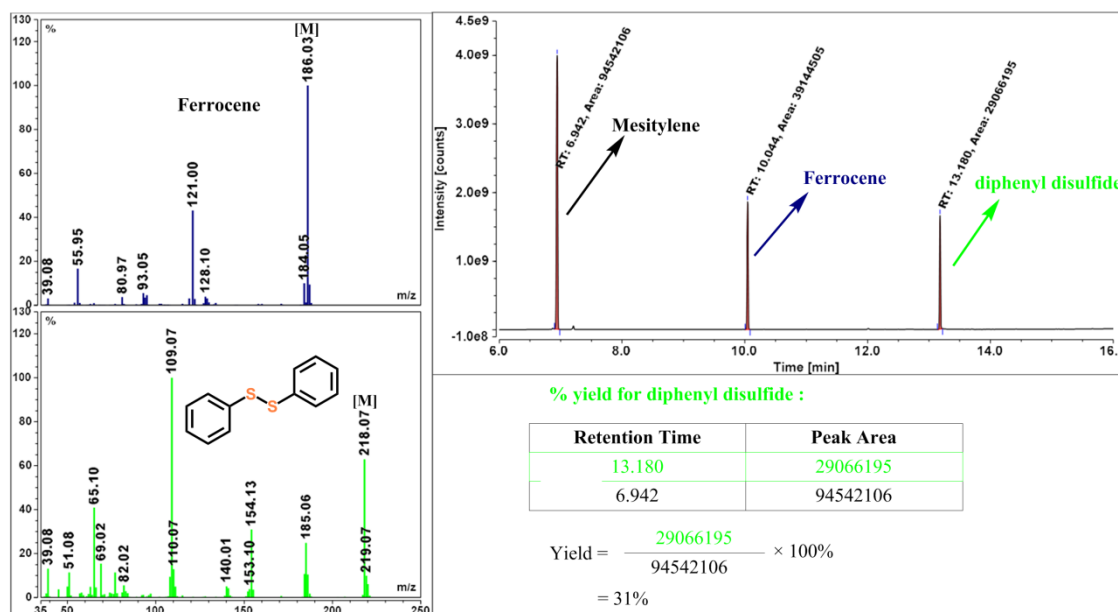 %
[M]
130
100
80
60
40
20
0
Ferrocene
39.08
55.95
80.97
93.05
121.00
128.10
184.05
186.03
m/z
%
130
100
80
60
40
20
0
[M]
S
S
39.08
51.08
65.10
69.02
82.02
109.07
110.07
140.01
153.10
154.13
185.06
218.07
219.07
m/z
35
50
100
150
200
250
4.5e9
4.0e9
3.0e9
2.0e9
1.0e9
-1.0e8
Intensity [counts]
RT: 6.942, Area: 94542106
Mesitylene
RT: 10.044, Area: 39144505
Ferrocene
RT: 13.180, Area: 29066195
diphenyl disulfide
6.0
8.0
10.0
12.0
14.0
16.
Time [min]
% yield for diphenyl disulfide :
Retention Time Peak Area
13.180 29066195
6.942 94542106
29066195
Yield = × 100%
94542106
= 31%